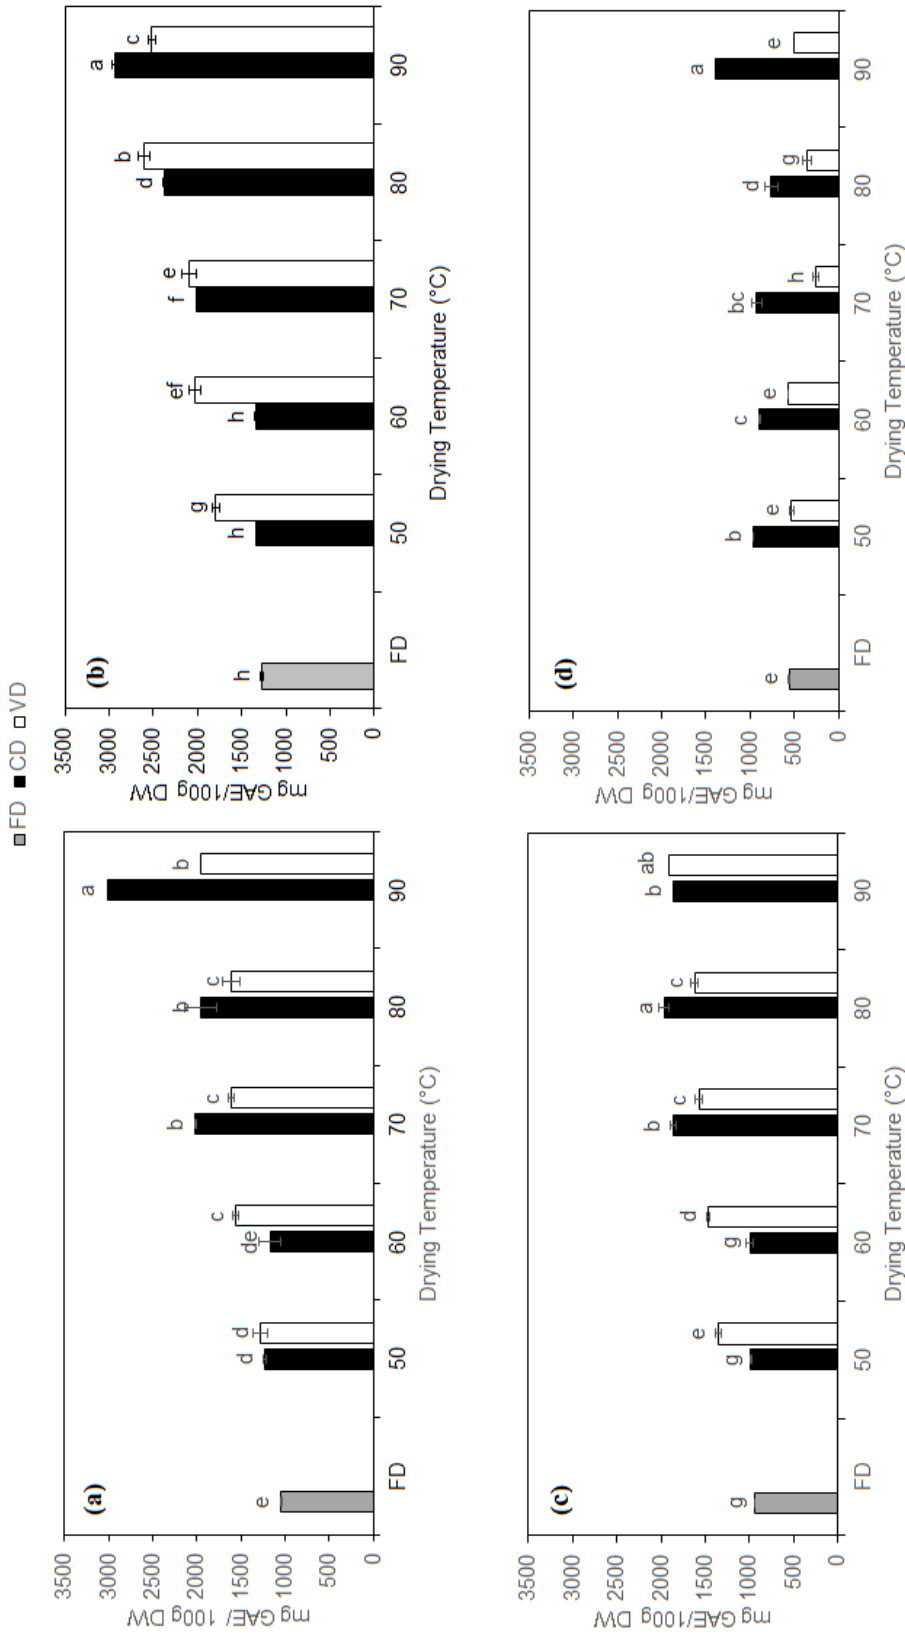 FD CD VD
(a)
mg GAE/ 100g DW
3500
3000
2500
2000
1500
1000
500
0
e
d d
de c
b c
b c
a b
FD 50 60 70 80 90
Drying Temperature (°C)
(b)
mg GAE/100g DW
3500
3000
2500
2000
1500
1000
500
0
h
h g
h ef
f e
d b
a c
FD 50 60 70 80 90
Drying Temperature (°C)
(c)
mg GAE/100g DW
3500
3000
2500
2000
1500
1000
500
0
g
g e
g d
b c
a c
b ab
FD 50 60 70 80 90
Drying Temperature (°C)
(d)
mg GAE/100g DW
3500
3000
2500
2000
1500
1000
500
0
e
b e
c e
bc h
d g
a e
FD 50 60 70 80 90
Drying Temperature (°C)